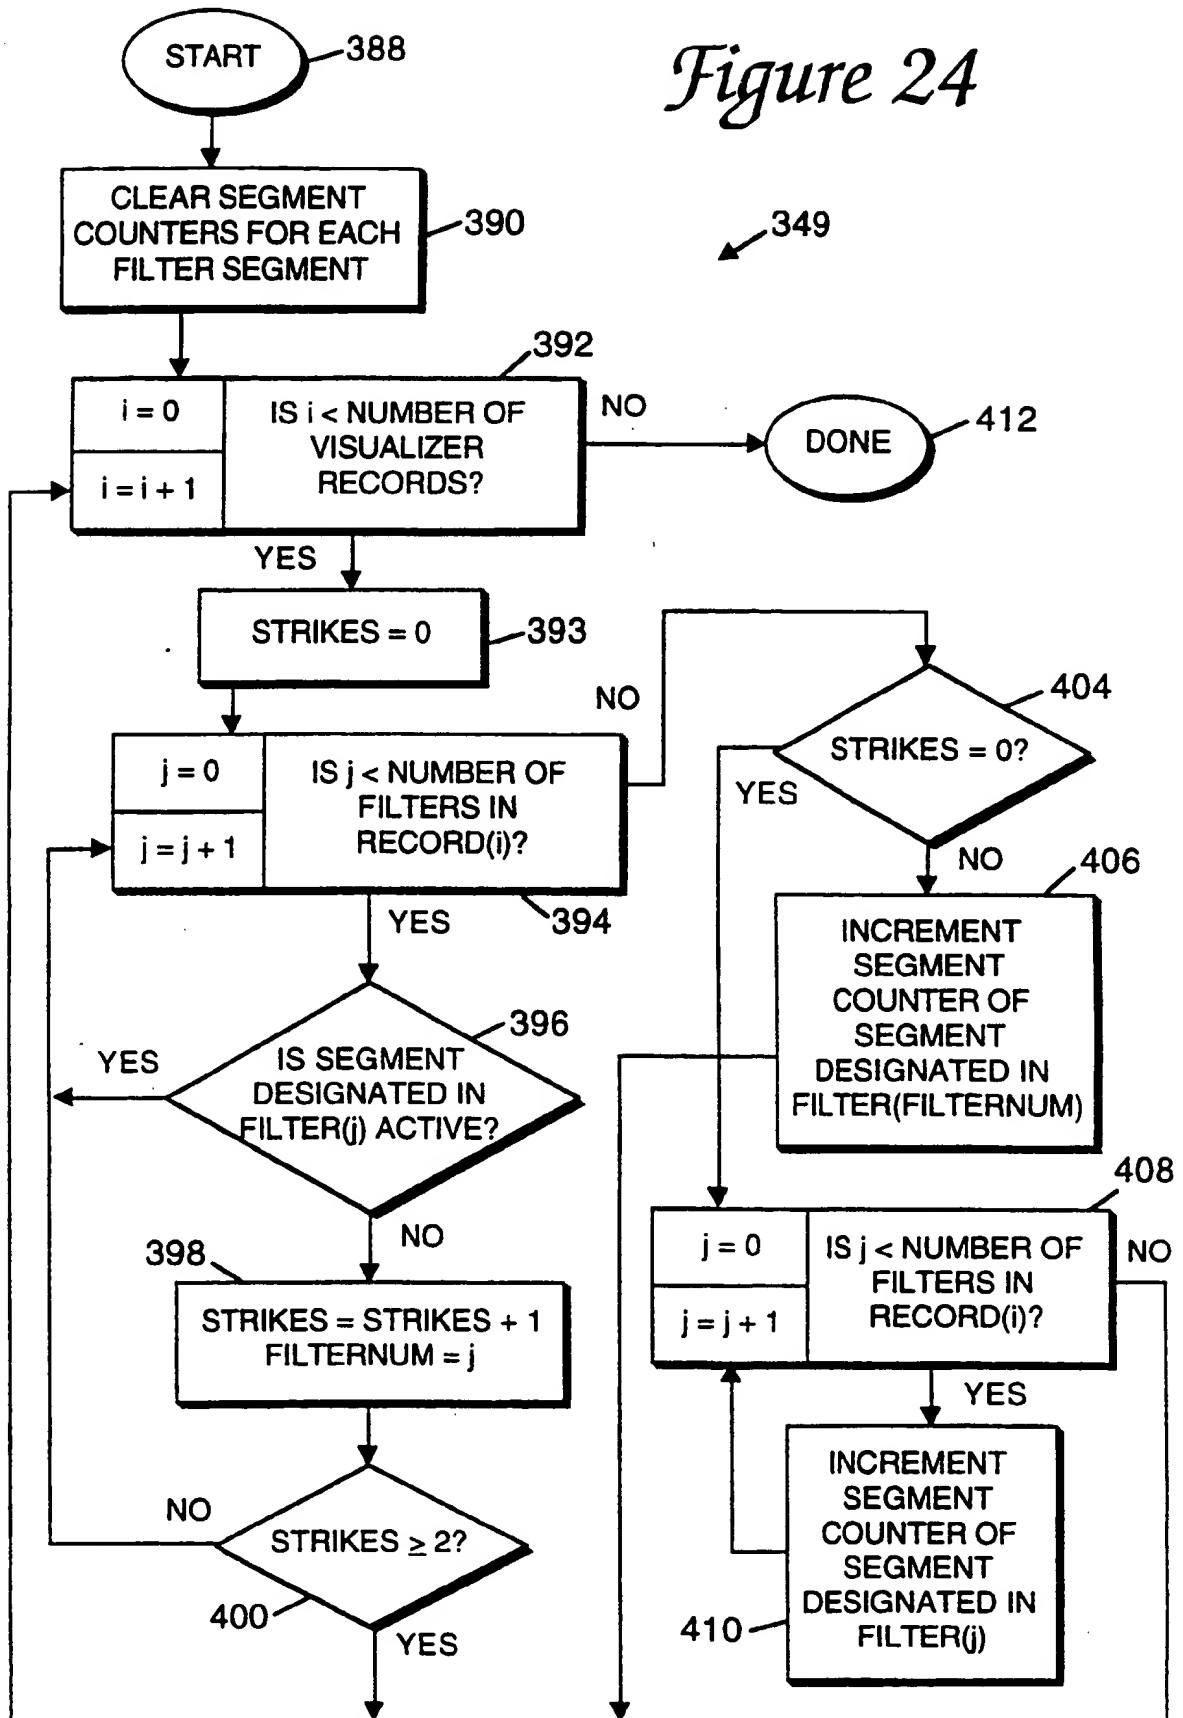 START
388
Figure 24
CLEAR SEGMENT
COUNTERS FOR EACH
FILTER SEGMENT
390
349
392
i = 0
i = i + 1
IS i < NUMBER OF
VISUALIZER
RECORDS?
NO
DONE
412
YES
STRIKES = 0
393
NO
404
STRIKES = 0?
YES
NO
j = 0
j = j + 1
IS j < NUMBER OF
FILTERS IN
RECORD(i)?
394
YES
406
INCREMENT
SEGMENT
COUNTER OF
SEGMENT
DESIGNATED IN
FILTER(FILTERNUM)
396
IS SEGMENT
DESIGNATED IN
FILTER(j) ACTIVE?
YES
NO
408
j = 0
j = j + 1
IS j < NUMBER OF
FILTERS IN
RECORD(i)?
NO
YES
398
STRIKES = STRIKES + 1
FILTERNUM = j
NO
STRIKES ≥ 2?
400
YES
INCREMENT
SEGMENT
COUNTER OF
SEGMENT
DESIGNATED IN
FILTER(j)
410